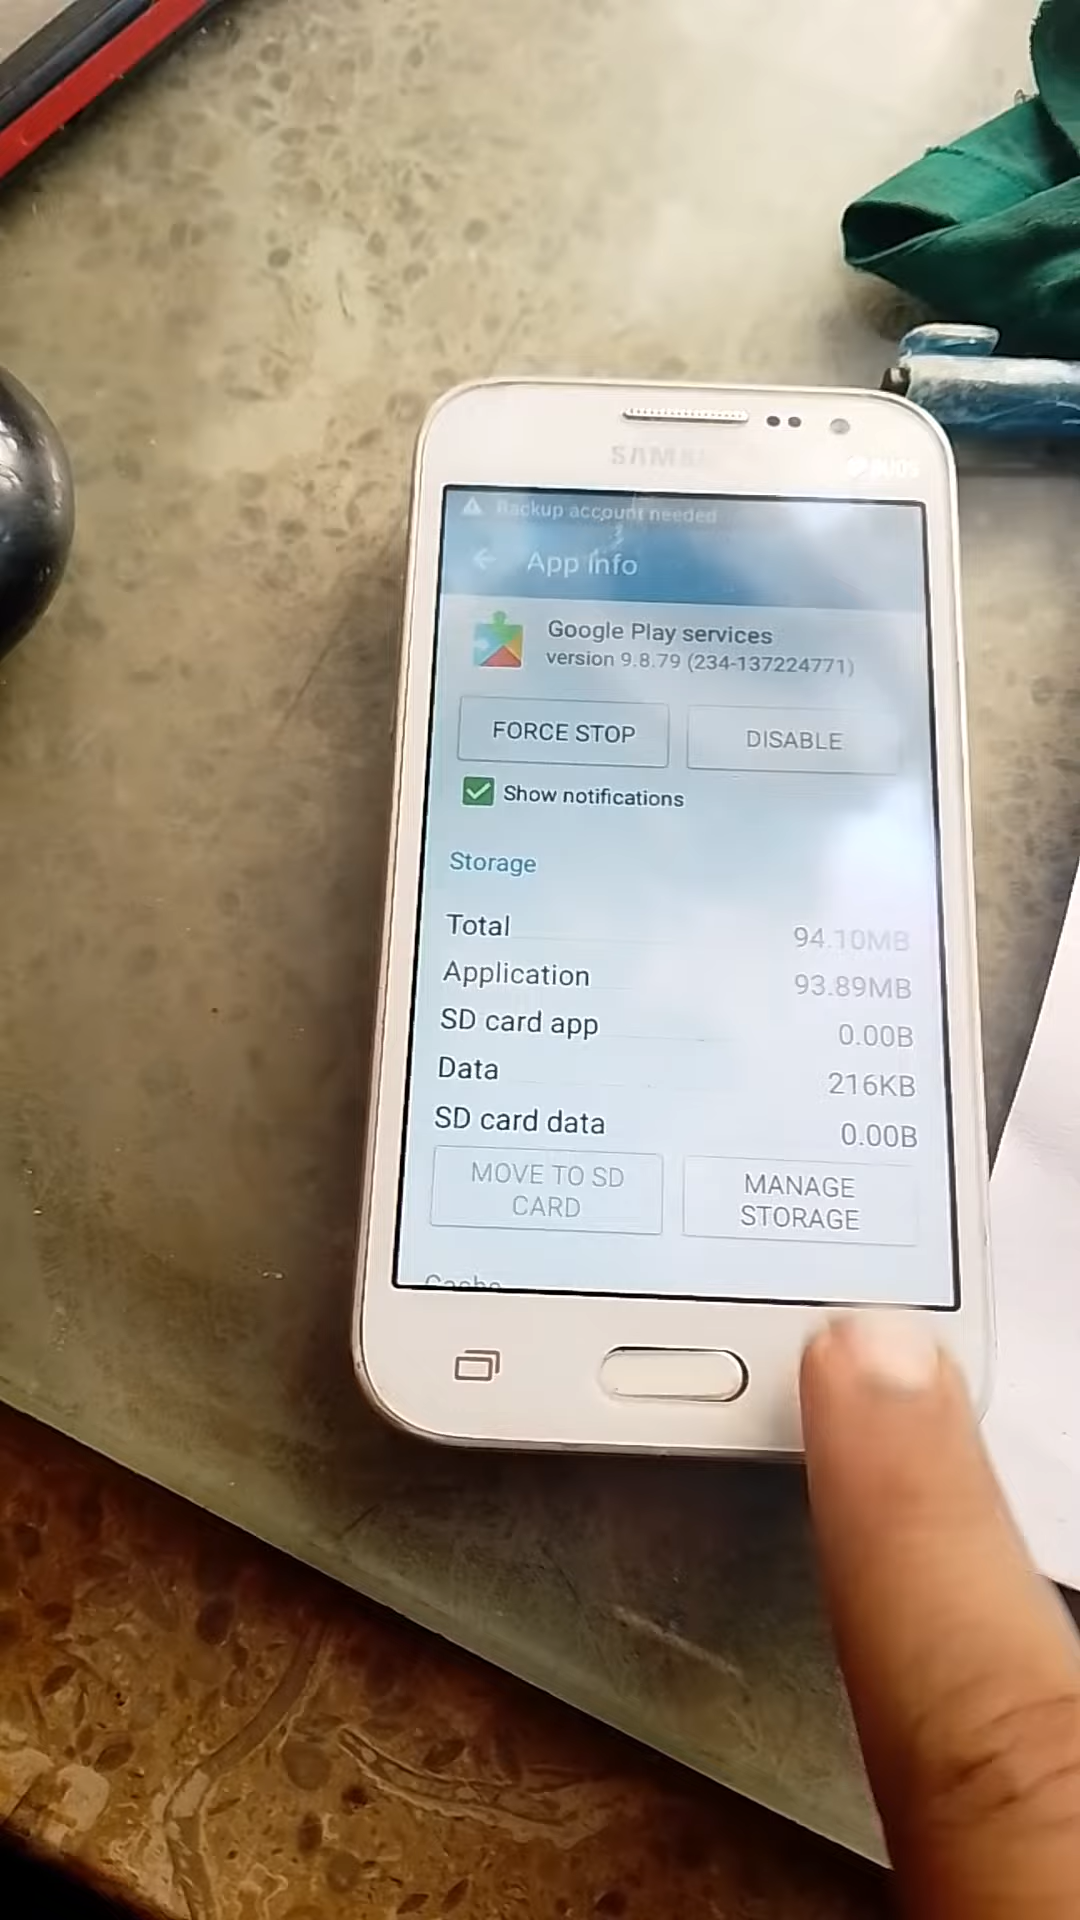 DUOS
Backup account needed
App info
Google Play services
version 9.8.79 (234-137224771)
FORCE STOP
DISABLE
Show notifications
Storage
Total
94.10MB
Application
93.89MB
SD card app
0.00B
Data
216KB
SD card data
0.00B
MOVE TO SD
CARD
MANAGE
STORAGE
Cache